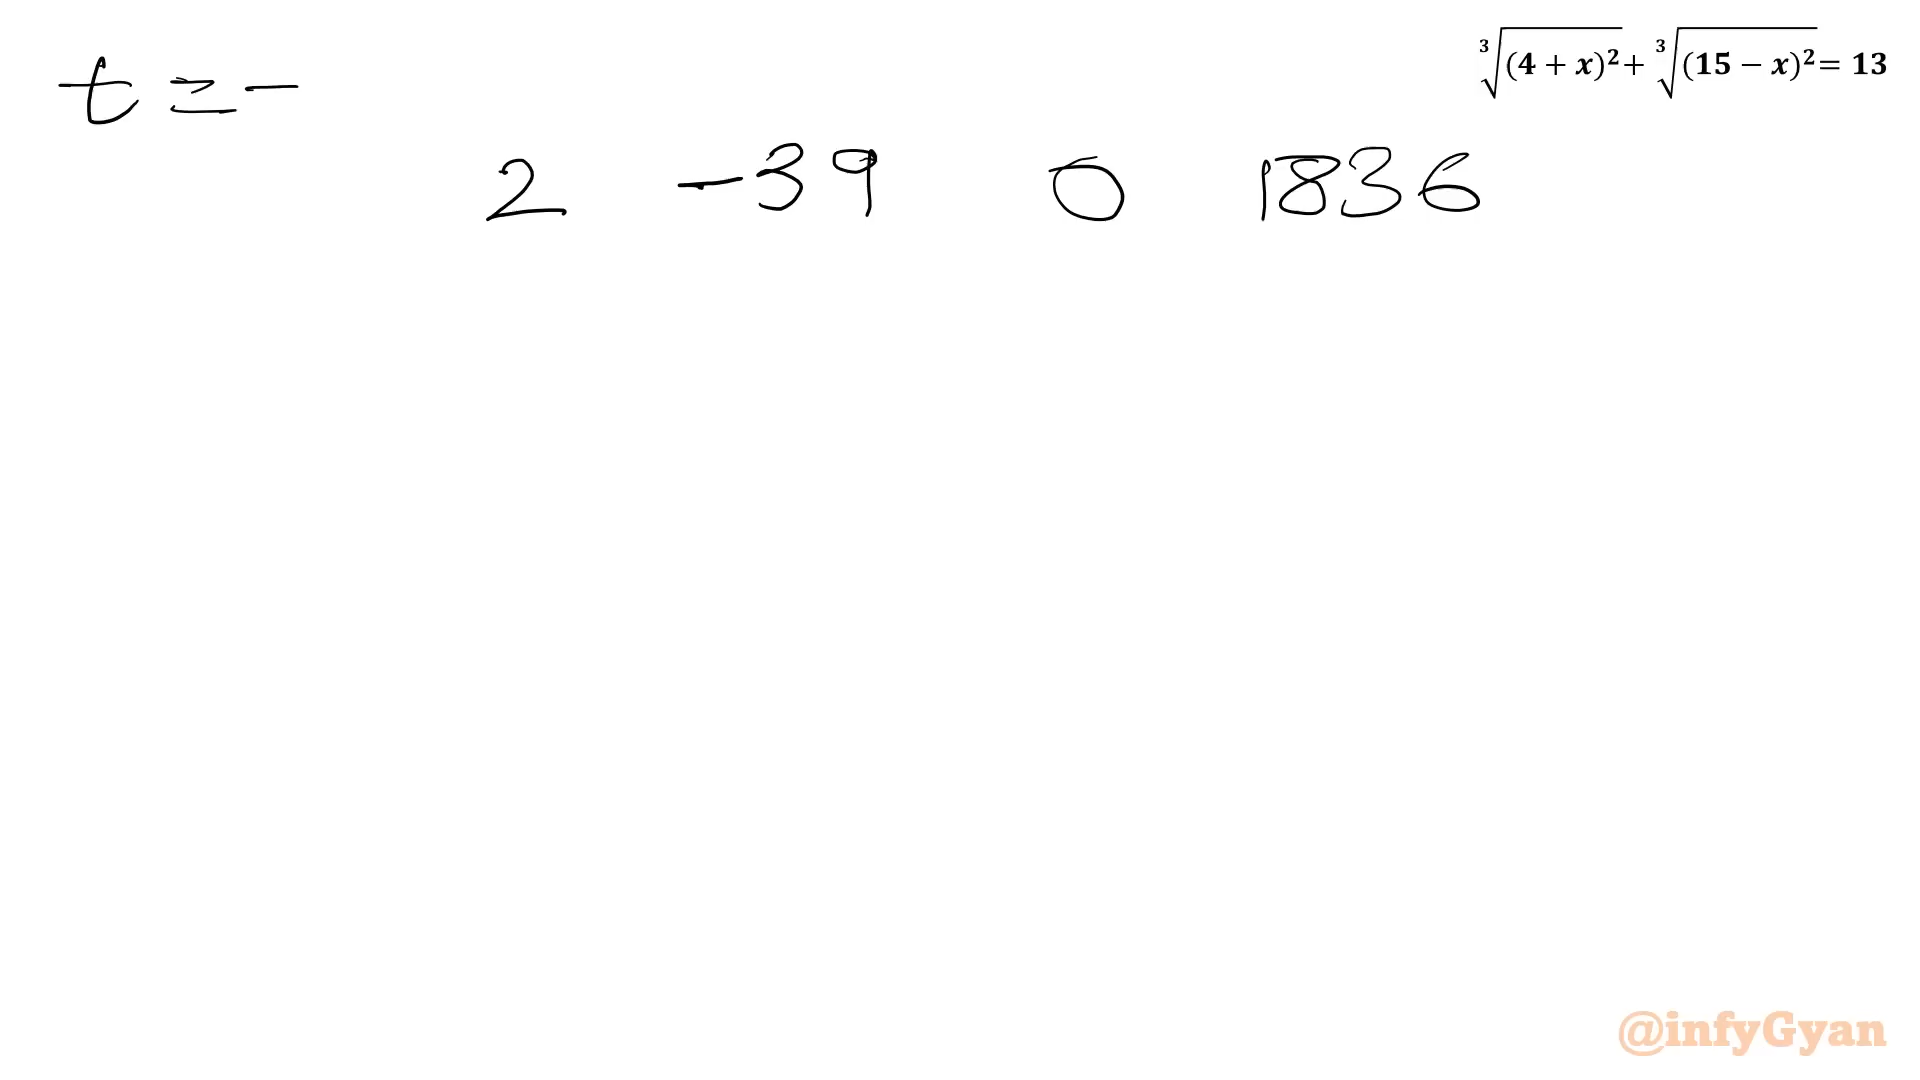 t = -
∛(4 + x)² + ∛(15 − x)² = 13
2 -39 0 1836
@infyGyan